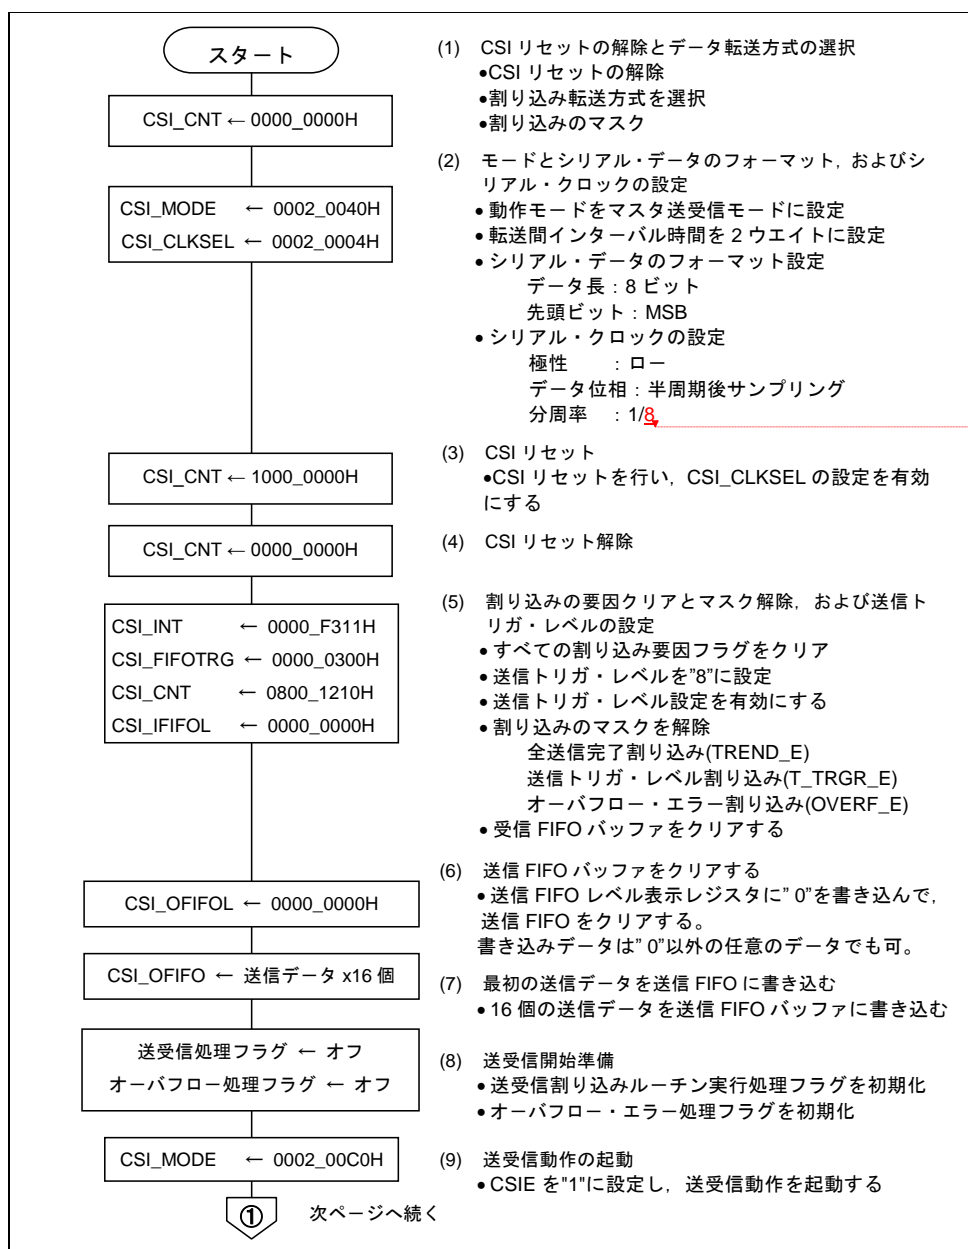 スタート
CSI_CNT ← 0000_0000H
(1) CSI リセットの解除とデータ転送方式の選択
●CSI リセットの解除
●割り込み転送方式を選択
●割り込みのマスク
CSI_MODE ← 0002_0040H
CSI_CLKSEL ← 0002_0004H
(2) モードとシリアル・データのフォーマット，およびシ
リアル・クロックの設定
● 動作モードをマスタ送受信モードに設定
● 転送間インターバル時間を 2 ウエイトに設定
● シリアル・データのフォーマット設定
データ長：8 ビット
先頭ビット：MSB
● シリアル・クロックの設定
極性 ：ロー
データ位相：半周期後サンプリング
分周率 ：1/8
CSI_CNT ← 1000_0000H
(3) CSI リセット
●CSI リセットを行い，CSI_CLKSEL の設定を有効
にする
CSI_CNT ← 0000_0000H
(4) CSI リセット解除
CSI_INT ← 0000_F311H
CSI_FIFOTRG ← 0000_0300H
CSI_CNT ← 0800_1210H
CSI_IFIFOL ← 0000_0000H
(5) 割り込みの要因クリアとマスク解除，および送信ト
リガ・レベルの設定
● すべての割り込み要因フラグをクリア
● 送信トリガ・レベルを”8”に設定
● 送信トリガ・レベル設定を有効にする
● 割り込みのマスクを解除
全送信完了割り込み(TREND_E)
送信トリガ・レベル割り込み(T_TRGR_E)
オーバフロー・エラー割り込み(OVERF_E)
● 受信 FIFO バッファをクリアする
CSI_OFIFOL ← 0000_0000H
(6) 送信 FIFO バッファをクリアする
● 送信 FIFO レベル表示レジスタに” 0”を書き込んで，
送信 FIFO をクリアする。
書き込みデータは” 0”以外の任意のデータでも可。
CSI_OFIFO ← 送信データ x16 個
(7) 最初の送信データを送信 FIFO に書き込む
● 16 個の送信データを送信 FIFO バッファに書き込む
送受信処理フラグ ← オフ
オーバフロー処理フラグ ← オフ
(8) 送受信開始準備
● 送受信割り込みルーチン実行処理フラグを初期化
● オーバフロー・エラー処理フラグを初期化
CSI_MODE ← 0002_00C0H
(9) 送受信動作の起動
● CSIE を"1"に設定し，送受信動作を起動する
① 次ページへ続く